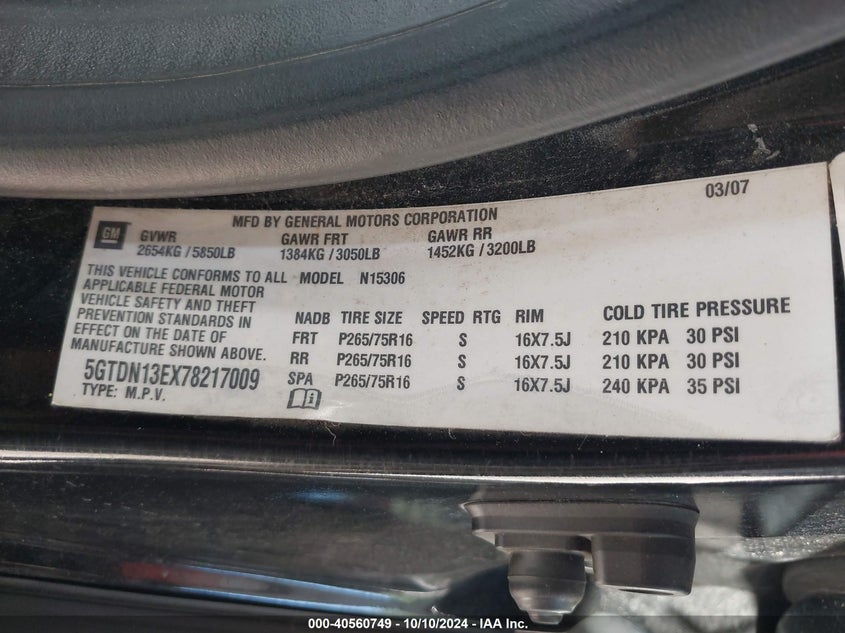 03/07
GM
MFD BY GENERAL MOTORS CORPORATION
GVWR GAWR FRT GAWR RR
2654KG / 5850LB 1384KG / 3050LB 1452KG / 3200LB
THIS VEHICLE CONFORMS TO ALL MODEL N15306
APPLICABLE FEDERAL MOTOR
VEHICLE SAFETY AND THEFT
PREVENTION STANDARDS IN
EFFECT ON THE DATE OF
MANUFACTURE SHOWN ABOVE.
5GTDN13EX78217009
TYPE: M.P.V.
NADB TIRE SIZE SPEED RTG RIM COLD TIRE PRESSURE
FRT P265/75R16 S 16X7.5J 210 KPA 30 PSI
RR P265/75R16 S 16X7.5J 210 KPA 30 PSI
SPA P265/75R16 S 16X7.5J 240 KPA 35 PSI
000-40560749 - 10/10/2024 - IAA Inc.